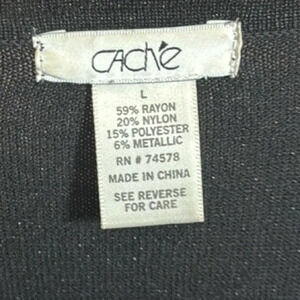 CACHÉ
L
59% RAYON
20% NYLON
15% POLYESTER
6% METALLIC
RN # 74578
MADE IN CHINA
SEE REVERSE
FOR CARE